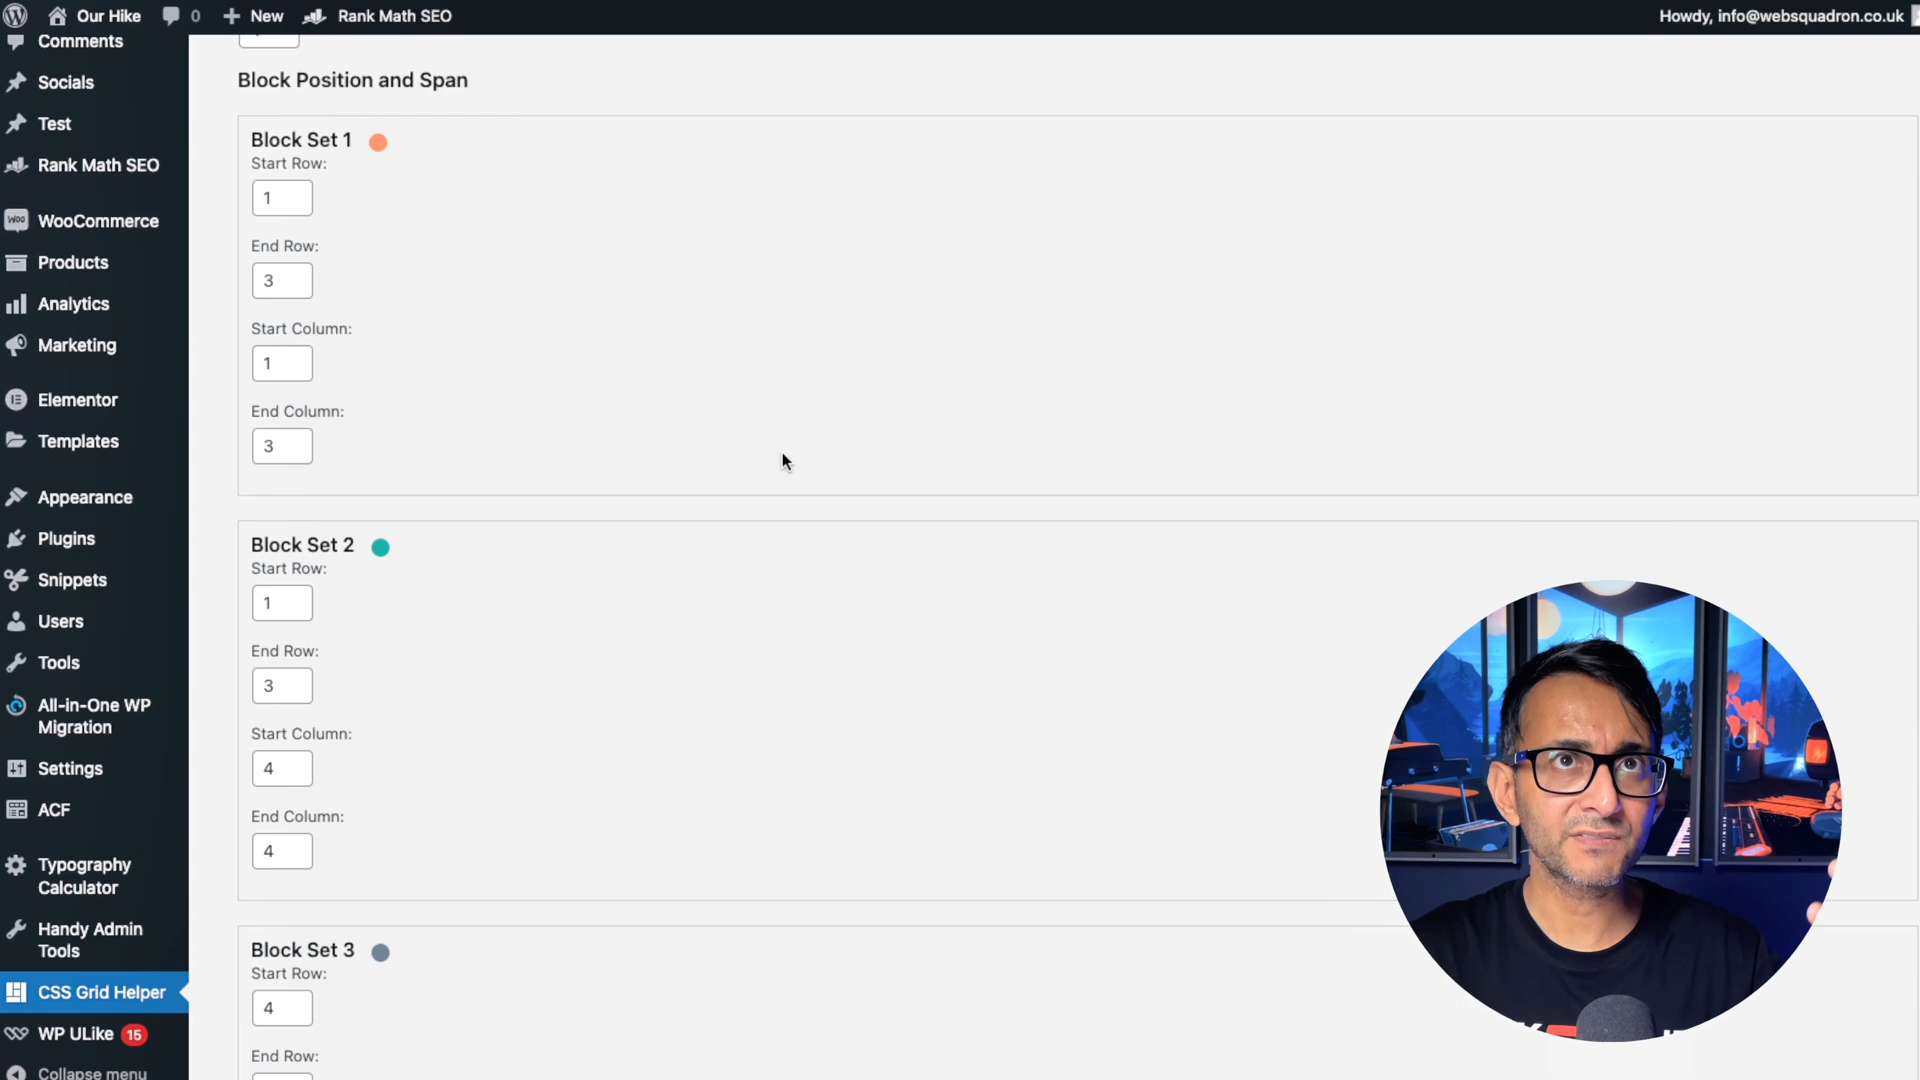 Our Hike
0
New
Rank Math SEO
Howdy, info@websquadron.co.uk
Comments
Socials
Test
Rank Math SEO
Woo
WooCommerce
Products
Analytics
Marketing
Elementor
Templates
Appearance
Plugins
Snippets
Users
Tools
All-in-One WP
Migration
Settings
ACF
Typography
Calculator
Handy Admin
Tools
CSS Grid Helper
WP ULike 15
Collapse menu
Block Position and Span
Block Set 1
Start Row:
1
End Row:
3
Start Column:
1
End Column:
3
Block Set 2
Start Row:
1
End Row:
3
Start Column:
4
End Column:
4
Block Set 3
Start Row:
4
End Row: